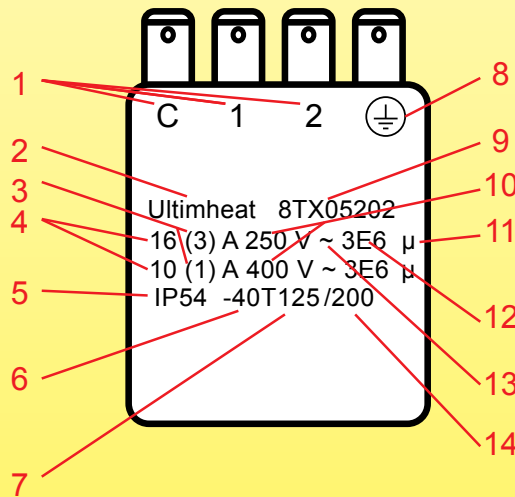 C 1 2
Ultimheat 8TX05202
16 (3) A 250 V ~ 3E6 µ
10 (1) A 400 V ~ 3E6 µ
IP54 -40T125/200
1
2
3
4
5
6
7
8
9
10
11
12
13
14